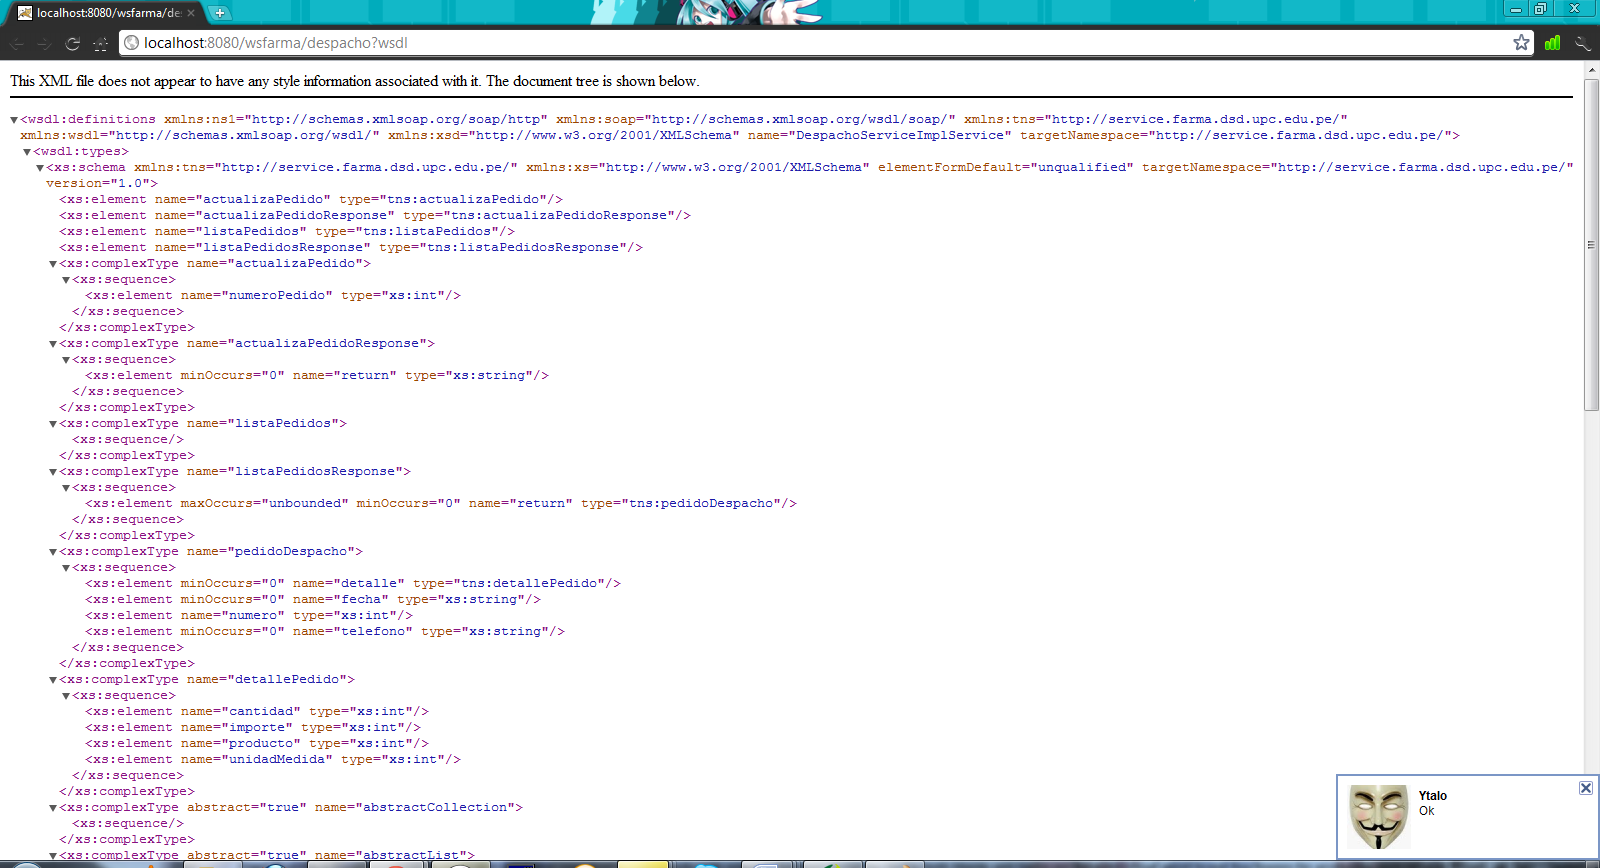 localhost:8080/wsfarma/de
localhost:8080/wsfarma/despacho?wsdl
This XML file does not appear to have any style information associated with it. The document tree is shown below.
▼<wsdl:definitions xmlns:ns1="http://schemas.xmlsoap.org/soap/http" xmlns:soap="http://schemas.xmlsoap.org/wsdl/soap/" xmlns:tns="http://service.farma.dsd.upc.edu.pe/"
xmlns:wsdl="http://schemas.xmlsoap.org/wsdl/" xmlns:xsd="http://www.w3.org/2001/XMLSchema" name="DespachoServiceImplService" targetNamespace="http://service.farma.dsd.upc.edu.pe/">
▼<wsdl:types>
▼<xs:schema xmlns:tns="http://service.farma.dsd.upc.edu.pe/" xmlns:xs="http://www.w3.org/2001/XMLSchema" elementFormDefault="unqualified" targetNamespace="http://service.farma.dsd.upc.edu.pe/"
version="1.0">
<xs:element name="actualizaPedido" type="tns:actualizaPedido"/>
<xs:element name="actualizaPedidoResponse" type="tns:actualizaPedidoResponse"/>
<xs:element name="listaPedidos" type="tns:listaPedidos"/>
<xs:element name="listaPedidosResponse" type="tns:listaPedidosResponse"/>
▼<xs:complexType name="actualizaPedido">
▼<xs:sequence>
<xs:element name="numeroPedido" type="xs:int"/>
</xs:sequence>
</xs:complexType>
▼<xs:complexType name="actualizaPedidoResponse">
▼<xs:sequence>
<xs:element minOccurs="0" name="return" type="xs:string"/>
</xs:sequence>
</xs:complexType>
▼<xs:complexType name="listaPedidos">
<xs:sequence/>
</xs:complexType>
▼<xs:complexType name="listaPedidosResponse">
▼<xs:sequence>
<xs:element maxOccurs="unbounded" minOccurs="0" name="return" type="tns:pedidoDespacho"/>
</xs:sequence>
</xs:complexType>
▼<xs:complexType name="pedidoDespacho">
▼<xs:sequence>
<xs:element minOccurs="0" name="detalle" type="tns:detallePedido"/>
<xs:element minOccurs="0" name="fecha" type="xs:string"/>
<xs:element name="numero" type="xs:int"/>
<xs:element minOccurs="0" name="telefono" type="xs:string"/>
</xs:sequence>
</xs:complexType>
▼<xs:complexType name="detallePedido">
▼<xs:sequence>
<xs:element name="cantidad" type="xs:int"/>
<xs:element name="importe" type="xs:int"/>
<xs:element name="producto" type="xs:int"/>
<xs:element name="unidadMedida" type="xs:int"/>
</xs:sequence>
</xs:complexType>
▼<xs:complexType abstract="true" name="abstractCollection">
<xs:sequence/>
</xs:complexType>
▼<xs:complexType abstract="true" name="abstractList">
Ytalo
Ok